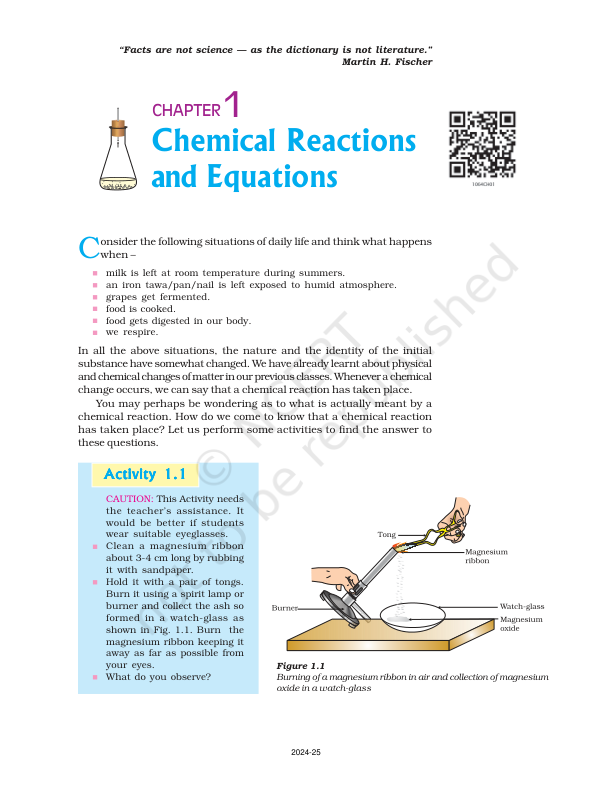 “Facts are not science — as the dictionary is not literature.”
Martin H. Fischer
CHAPTER 1
Chemical Reactions
and Equations
1064CH01
Consider the following situations of daily life and think what happens
when –
milk is left at room temperature during summers.
an iron tawa/pan/nail is left exposed to humid atmosphere.
grapes get fermented.
food is cooked.
food gets digested in our body.
we respire.
In all the above situations, the nature and the identity of the initial
substance have somewhat changed. We have already learnt about physical
and chemical changes of matter in our previous classes. Whenever a chemical
change occurs, we can say that a chemical reaction has taken place.
You may perhaps be wondering as to what is actually meant by a
chemical reaction. How do we come to know that a chemical reaction
has taken place? Let us perform some activities to find the answer to
these questions.
Activity 1.1
CAUTION: This Activity needs
the teacher’s assistance. It
would be better if students
wear suitable eyeglasses.
Clean a magnesium ribbon
about 3-4 cm long by rubbing
it with sandpaper.
Hold it with a pair of tongs.
Burn it using a spirit lamp or
burner and collect the ash so
formed in a watch-glass as
shown in Fig. 1.1. Burn the
magnesium ribbon keeping it
away as far as possible from
your eyes.
What do you observe?
Tong
Magnesium
ribbon
Burner
Watch-glass
Magnesium
oxide
Figure 1.1
Burning of a magnesium ribbon in air and collection of magnesium
oxide in a watch-glass
© NCERT
not to be republished
2024-25